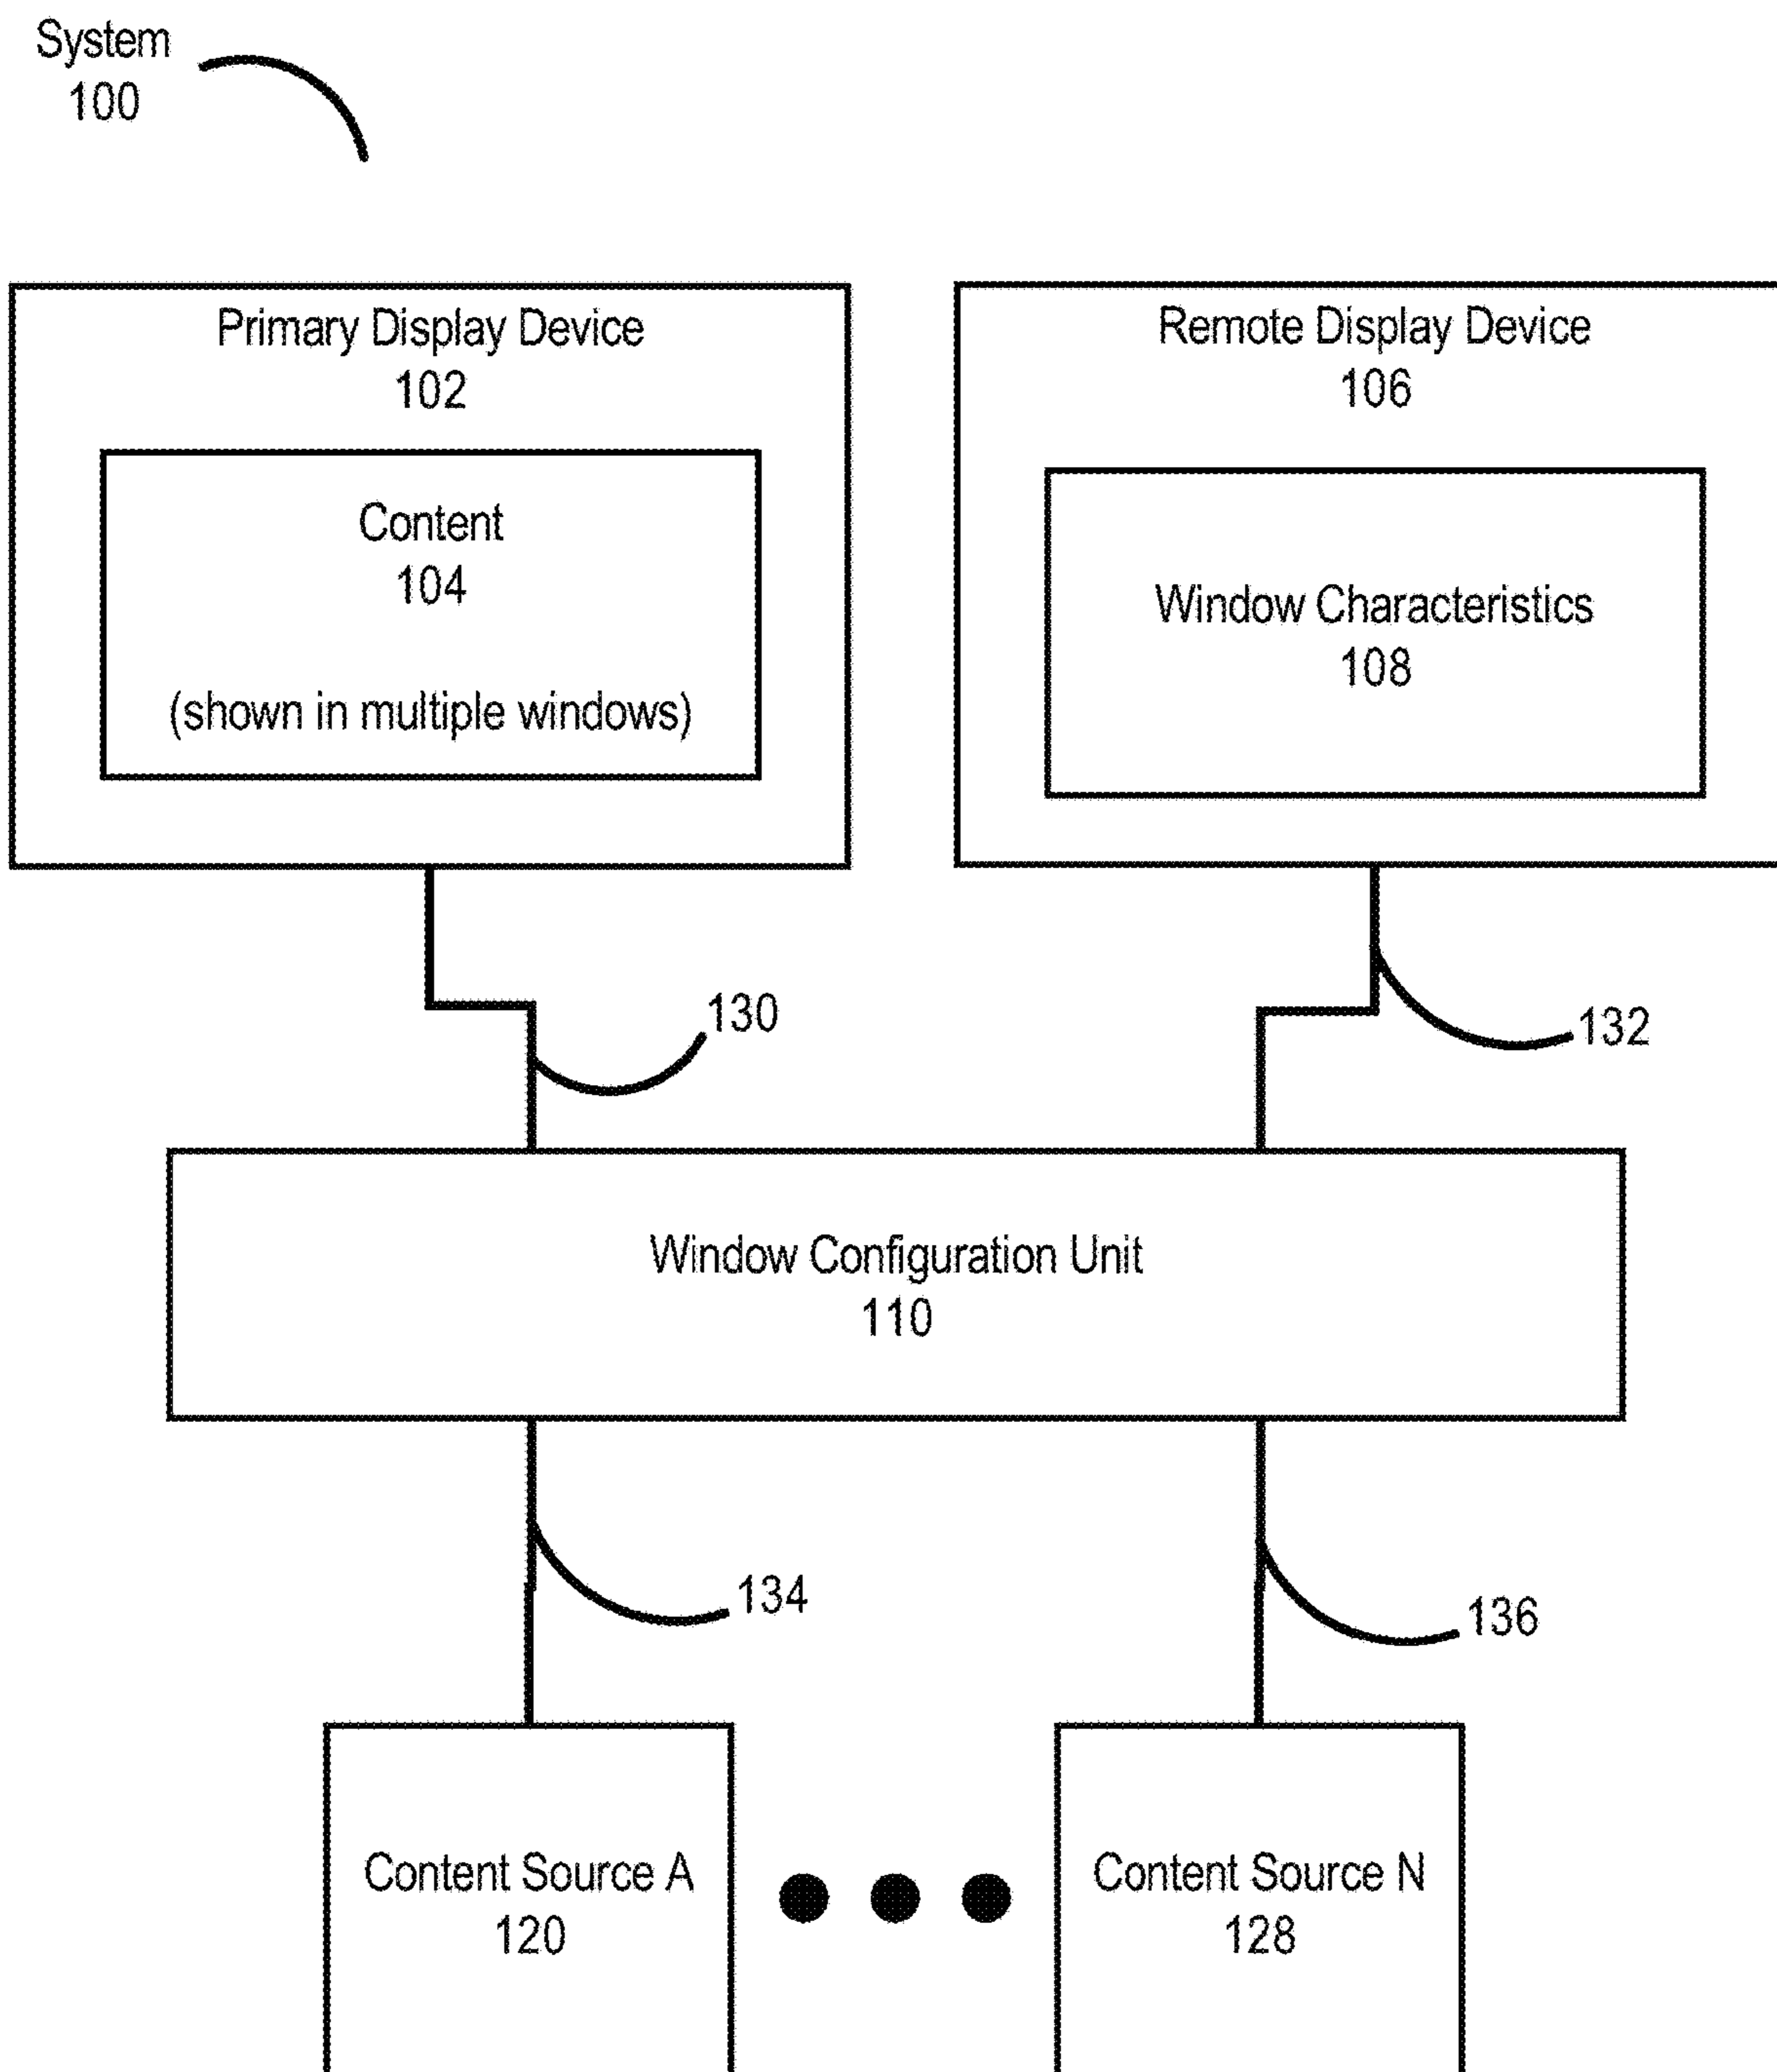 System
100
Primary Display Device
102
Content
104
(shown in multiple windows)
Remote Display Device
106
Window Characteristics
108
130
132
Window Configuration Unit
110
134
136
Content Source A
120
Content Source N
128